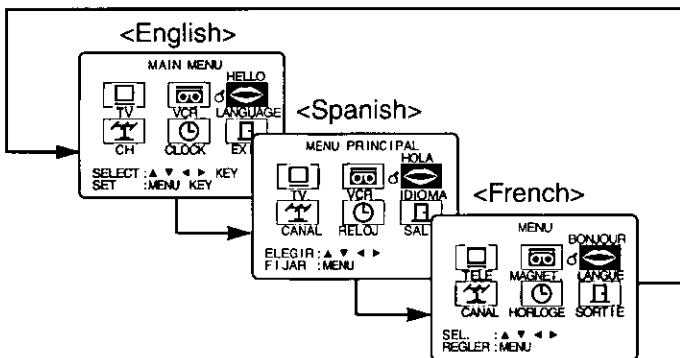 <English>
MAIN MENU
HELLO
TV VCR LANGUAGE
CH CLOCK EXI
SELECT :▲ ▼ ◄ ► KEY
SET :MENU KEY
<Spanish>
MENU PRINCIPAL
HOLA
TV VCR IDIOMA
CANAL RELOJ SAL
ELEGIR:▲ ▼ ◄ ►
FIJAR :MENU
<French>
MENU
BONJOUR
TELE MAGNET. LANGUE
CANAL HORLOGE SORTIE
SEL. :▲ ▼ ◄ ►
REGLER :MENU